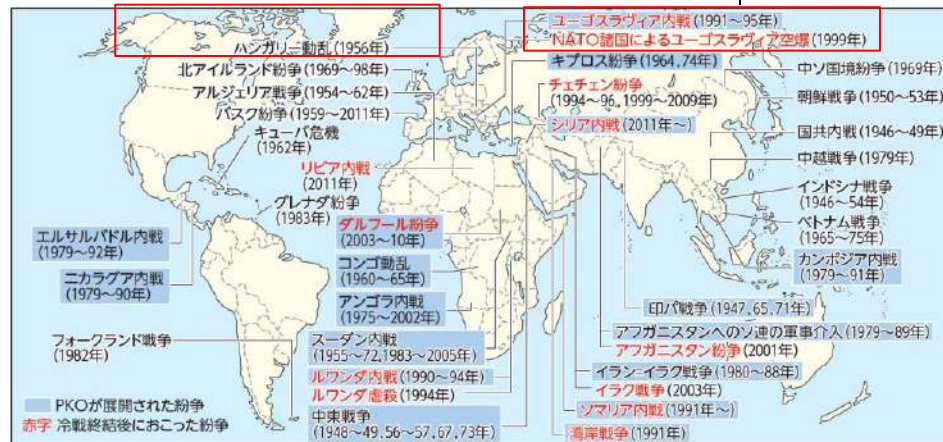 ユーゴスラヴィア内戦(1991～95年)
NATO諸国によるユーゴスラヴィア空爆(1999年)
ハンガリー動乱(1956年)
キプロス紛争(1964,74年)
北アイルランド紛争(1969～98年)
中ソ国境紛争(1969年)
チェチェン紛争
(1994～96,1999～2009年)
アルジェリア戦争(1954～62年)
朝鮮戦争(1950～53年)
バスク紛争(1959～2011年)
シリア内戦(2011年～)
キューバ危機
(1962年)
国共内戦(1946～49年)
リビア内戦
(2011年)
中越戦争(1979年)
グレナダ紛争
(1983年)
インドシナ戦争
(1946～54年)
ダルフール紛争
(2003～10年)
ベトナム戦争
(1965～75年)
エルサルバドル内戦
(1979～92年)
コンゴ動乱
(1960～65年)
カンボジア内戦
(1979～91年)
ニカラグア内戦
(1979～90年)
アンゴラ内戦
(1975～2002年)
印パ戦争(1947,65,71年)
フォークランド戦争
(1982年)
スーダン内戦
(1955～72,1983～2005年)
アフガニスタンへのソ連の軍事介入(1979～89年)
アフガニスタン紛争(2001年)
ルワンダ内戦(1990～94年)
イラン=イラク戦争(1980～88年)
ルワンダ虐殺(1994年)
イラク戦争(2003年)
PKOが展開された紛争
中東戦争
(1948～49,56～57,67,73年)
ソマリア内戦(1991年～)
赤字 冷戦終結後におこった紛争
湾岸戦争(1991年)